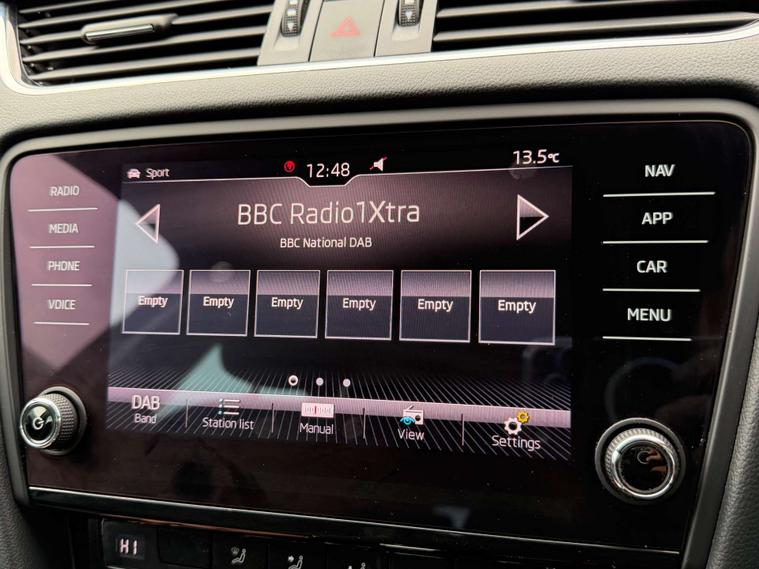 Sport
12:48
13.5°C
RADIO
MEDIA
PHONE
VOICE
NAV
APP
CAR
MENU
BBC Radio1Xtra
BBC National DAB
Empty Empty Empty Empty Empty Empty
DAB
Band
Station list
Manual
View
Settings
HI